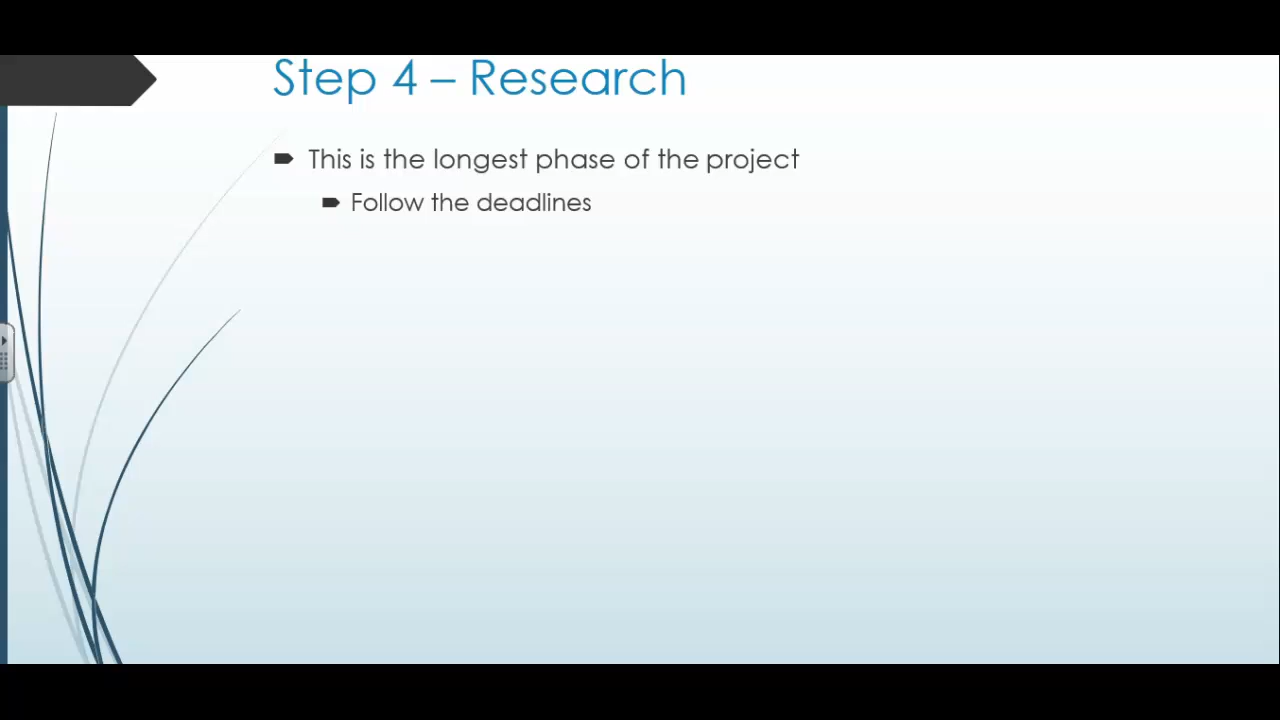 Step 4 – Research
This is the longest phase of the project
Follow the deadlines